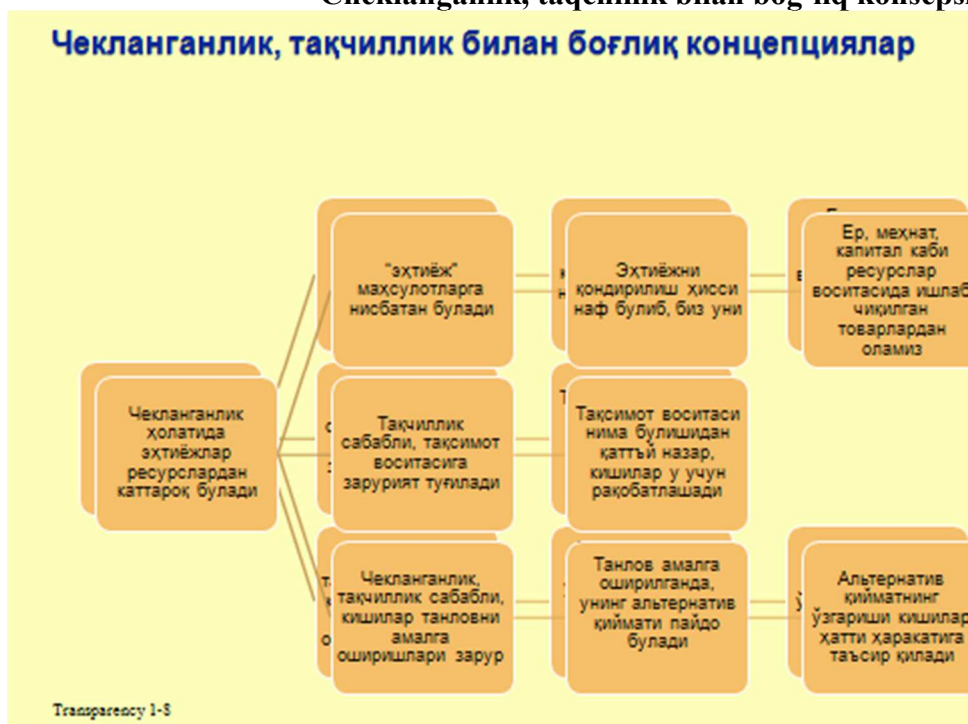 Чекланганлик, тақчиллик билан боғлиқ концепциялар
"эҳтиёж"
маҳсулотларга
нисбатан булади
Эҳтиёжни
қондирилиш ҳисси
наф булиб, биз уни
Ер, меҳнат,
капитал каби
ресурслар
воситасида ишлаб
чиқилган
товарлардан
оламиз
Чекланганлик
ҳолатида
эҳтиёжлар
ресурслардан
каттароқ булади
Тақчиллик
сабабли, тақсимот
воситасига
зарурият туғилади
Тақсимот воситаси
нима булишидан
қаттъй назар,
кишилар у учун
рақобатлашади
Чекланганлик,
тақчиллик сабабли,
кишилар танловни
амалга
оширишлари зарур
Танлов амалга
оширилганда,
унинг альтернатив
қиймати пайдо
булади
Альтернатив
қийматнинг
ўзгариши кишилар
ҳатти ҳаракатига
таъсир қилади
Transparency 1-8